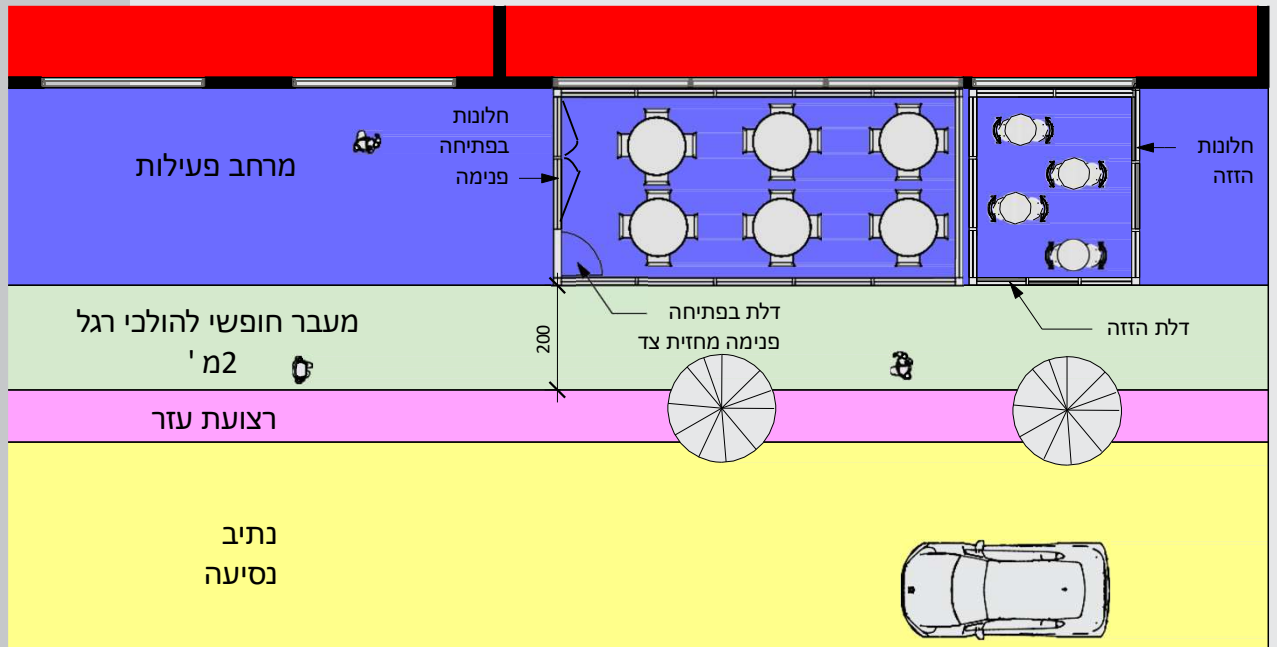 חלונות
בפתיחה
פנימה
חלונות
הזזה
מרחב פעילות
דלת בפתיחה
פנימה מחזית צד
דלת הזזה
מעבר חופשי להולכי רגל
2מ '
200
רצועת עזר
נתיב
נסיעה